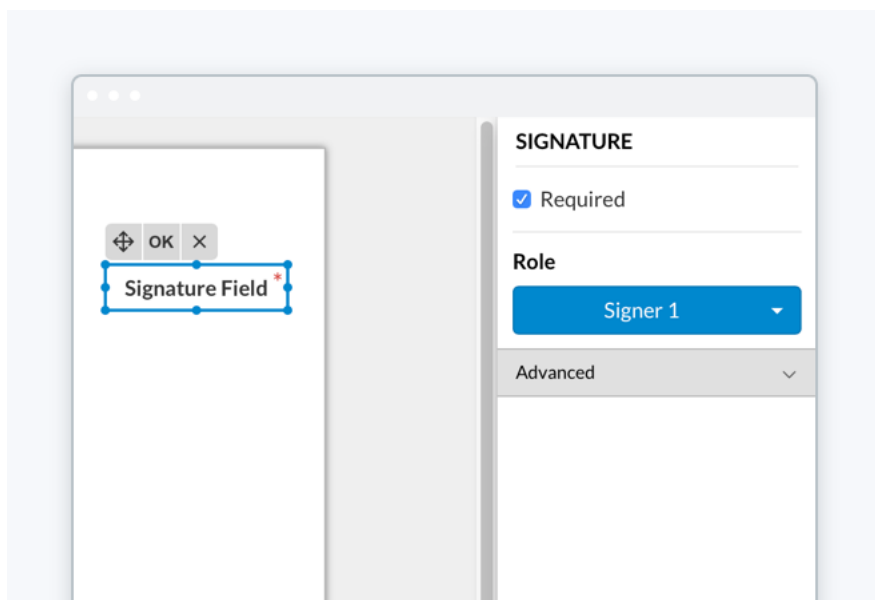 SIGNATURE
Required
OK
Signature Field *
Role
Signer 1
Advanced